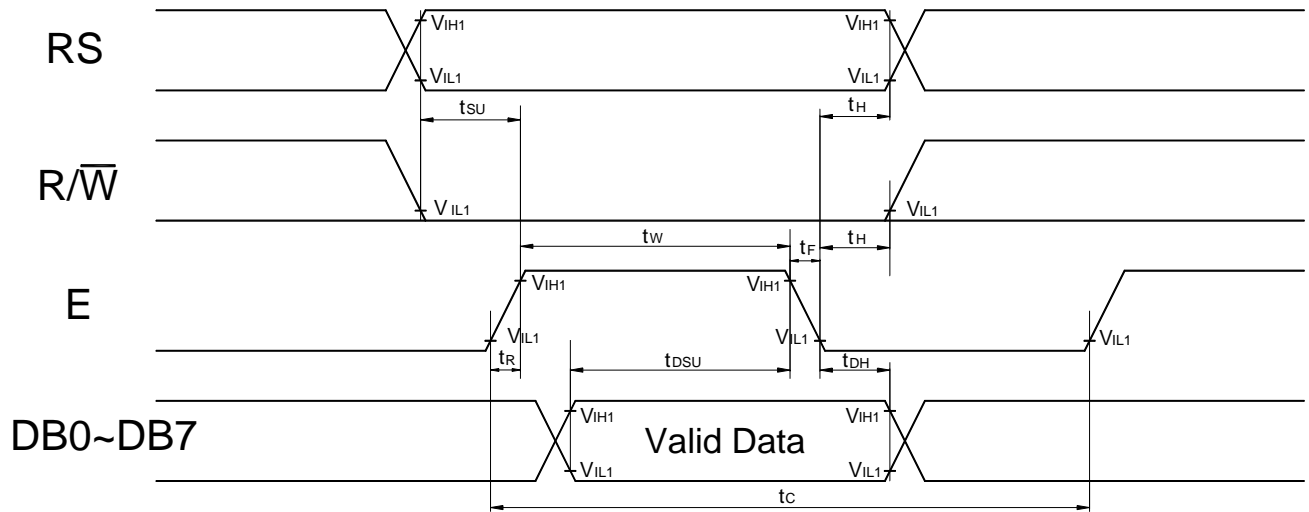 RS
VIH1
VIH1
VIL1
VIL1
tSU
tH
R/W̅
VIL1
VIL1
tW
tF
tH
E
VIH1
VIH1
VIL1
VIL1
VIL1
tR
tDSU
tDH
DB0~DB7
VIH1
Valid Data
VIH1
VIL1
VIL1
tC